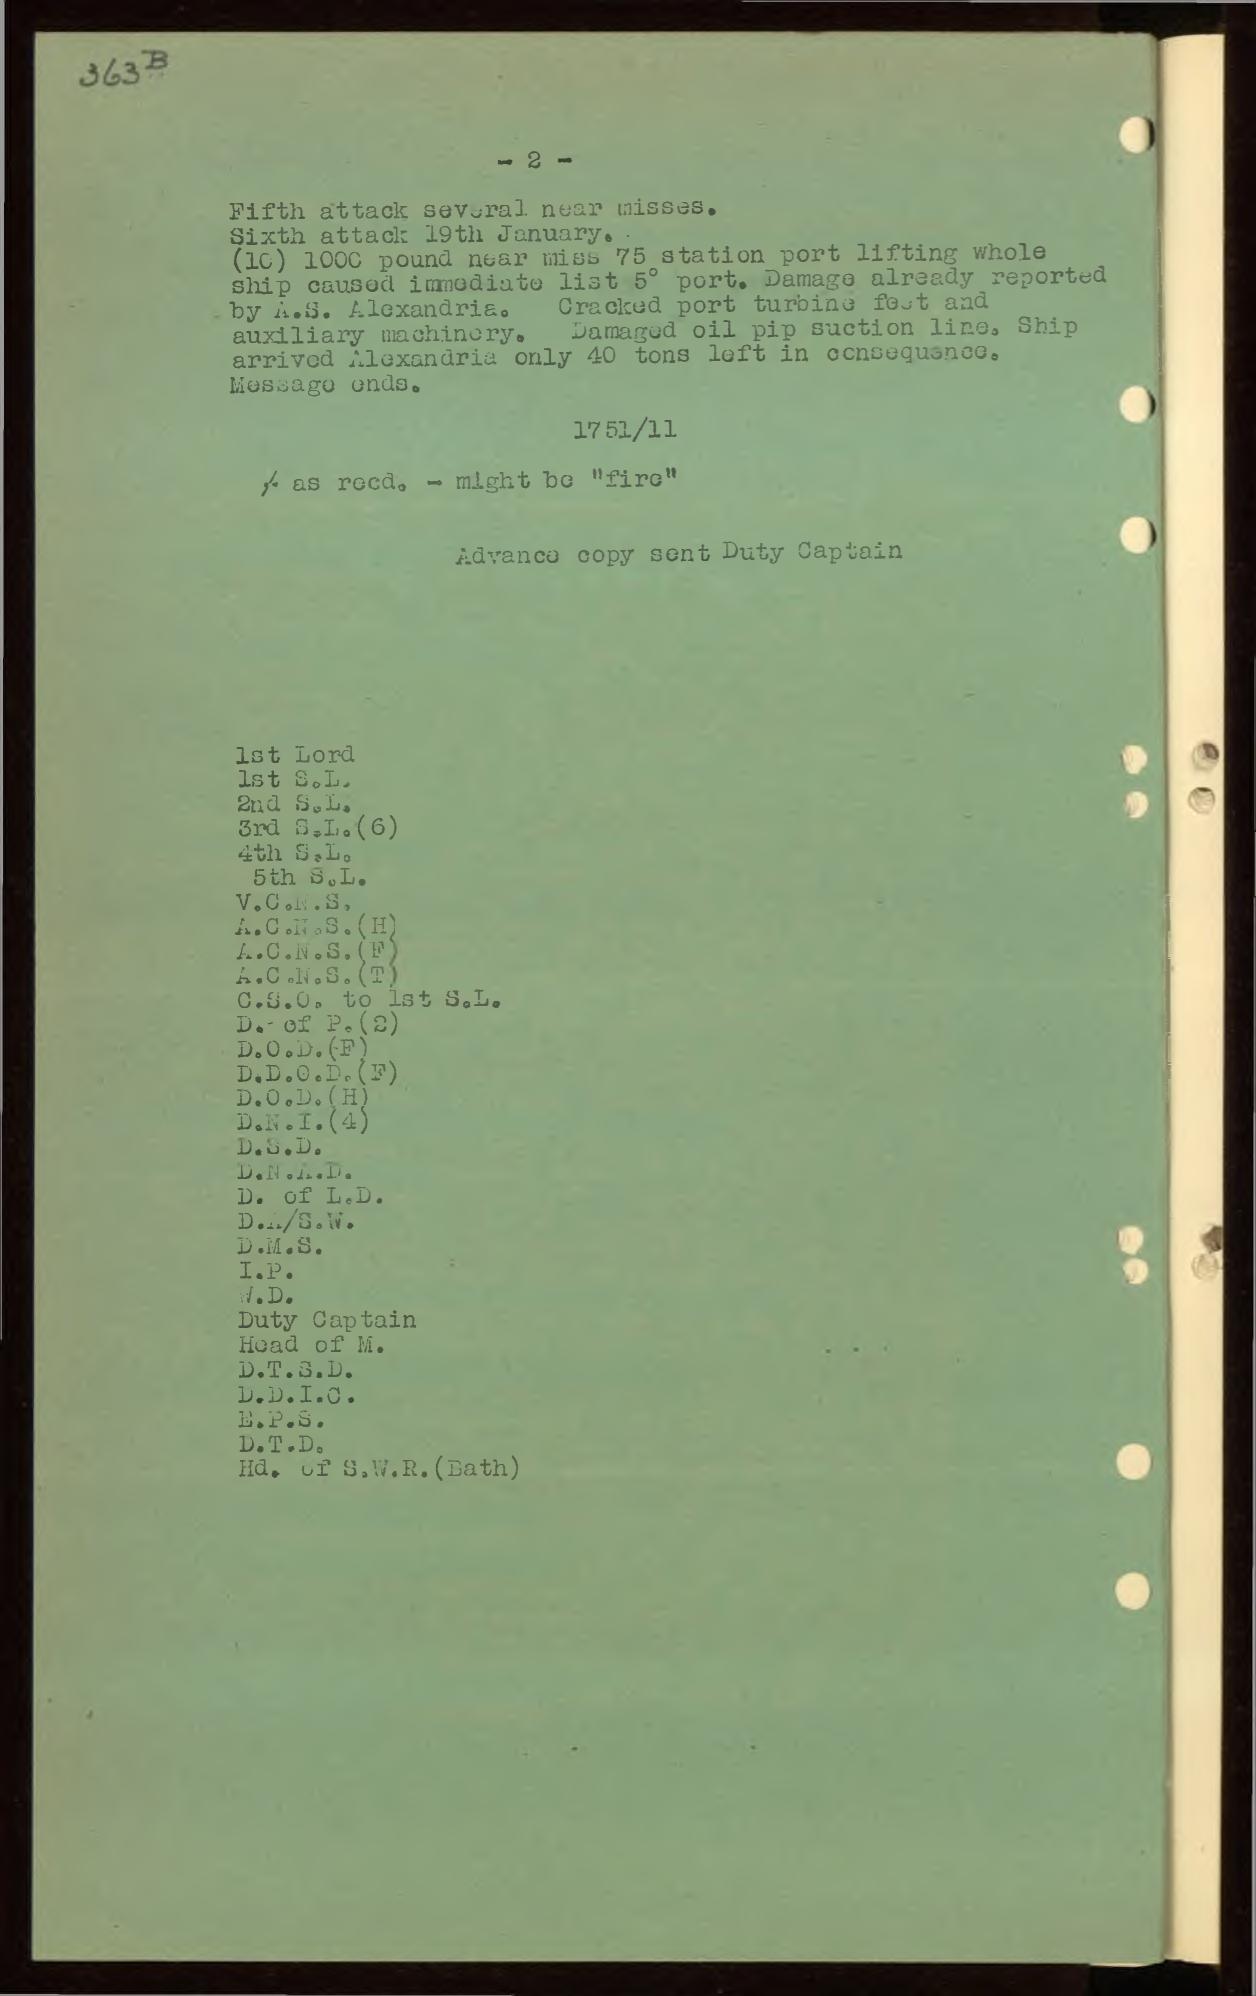 363B
- 2 -
Fifth attack several near misses.
Sixth attack 19th January.
(10) 1000 pound near miss 75 station port lifting whole
ship caused immediate list 5° port. Damage already reported
by A.S. Alexandria. Cracked port turbine feet and
auxiliary machinery. Damaged oil pip suction line. Ship
arrived Alexandria only 40 tons left in consequence.
Message ends.
1751/11
as recd. - might be "fire"
Advance copy sent Duty Captain
1st Lord
1st S.L.
2nd S.L.
3rd S.L.(6)
4th S.L.
5th S.L.
V.C.N.S.
A.C.N.S.(H)
A.C.N.S.(F)
A.C.N.S.(T)
C.S.O. to 1st S.L.
D. of P.(2)
D.O.D.(F)
D.D.O.D.(F)
D.O.D.(H)
D.N.I.(4)
D.S.D.
D.N.A.D.
D. of L.D.
D.A/S.W.
D.M.S.
I.P.
W.D.
Duty Captain
Head of M.
D.T.S.D.
D.D.I.C.
E.P.S.
D.T.D.
Hd. of S.W.R.(Bath)